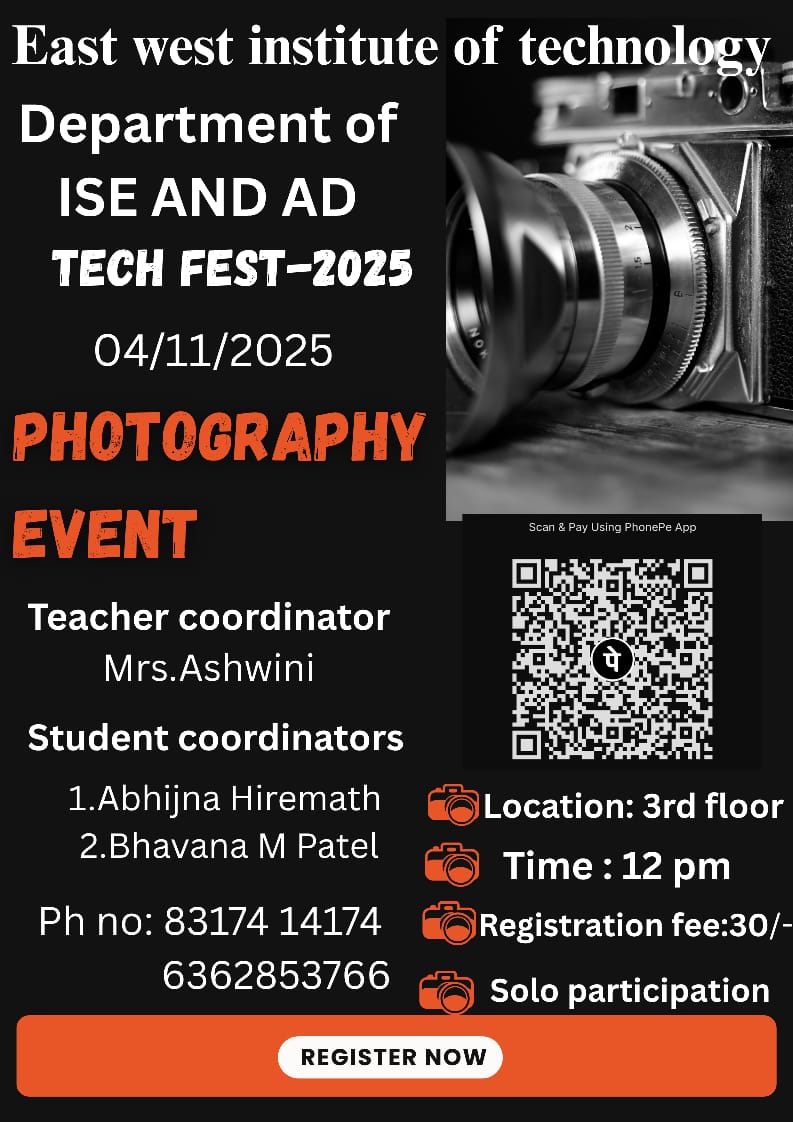 East west institute of technology
Department of
ISE AND AD
TECH FEST-2025
04/11/2025
PHOTOGRAPHY
EVENT
Scan & Pay Using PhonePe App
पे
Teacher coordinator
Mrs.Ashwini
Student coordinators
1.Abhijna Hiremath
2.Bhavana M Patel
Ph no: 83174 14174
6362853766
Location: 3rd floor
Time : 12 pm
Registration fee:30/-
Solo participation
REGISTER NOW